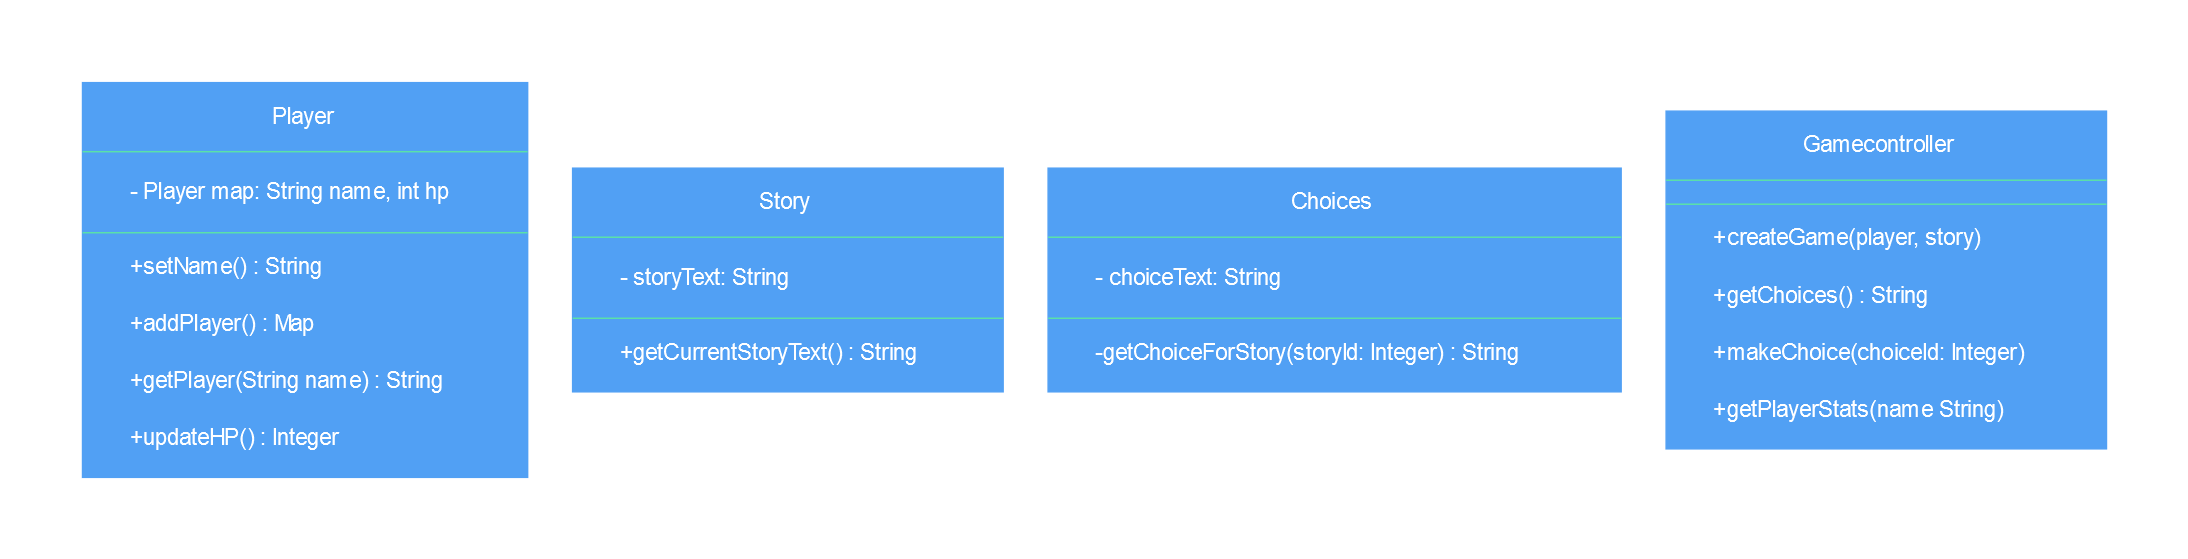 Player
- Player map: String name, int hp
+setName() : String
+addPlayer() : Map
+getPlayer(String name) : String
+updateHP() : Integer
Story
- storyText: String
+getCurrentStoryText() : String
Choices
- choiceText: String
-getChoiceForStory(storyId: Integer) : String
Gamecontroller
+createGame(player, story)
+getChoices() : String
+makeChoice(choiceId: Integer)
+getPlayerStats(name String)